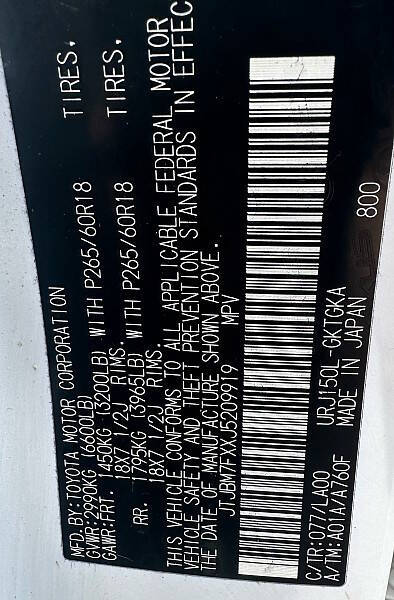 MFD.BY:TOYOTA MOTOR CORPORATION
GVWR:2990KG (6600LB)
GAWR:FRT. 1450KG (3200LB) WITH P265/60R18 TIRES.
18X7 1/2J RIMS.
RR. 1795KG (3965LB) WITH P265/60R18 TIRES.
18X7 1/2J RIMS.
THIS VEHICLE CONFORMS TO ALL APPLICABLE FEDERAL MOTOR
VEHICLE SAFETY AND THEFT PREVENTION STANDARDS IN EFFEC
THE DATE OF MANUFACTURE SHOWN ABOVE.
JTJBM7FXXJ5209919 MPV
C/TR:077/LA00 URJ150L-GKTGKA
A/TM:A01A/A760F MADE IN JAPAN 800